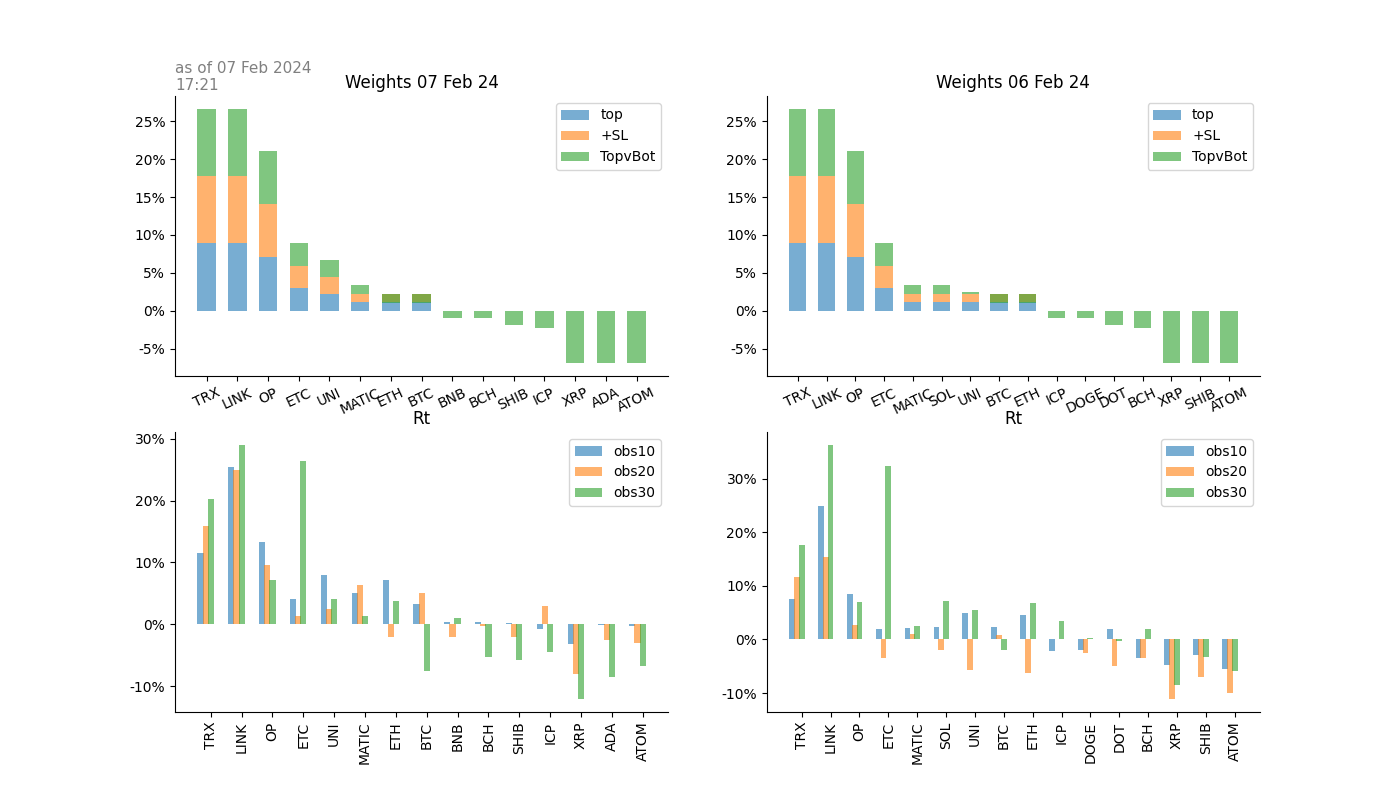 as of 07 Feb 2024
17:21
Weights 07 Feb 24
25%
20%
15%
10%
5%
0%
-5%
top
+SL
TopvBot
TRX LINK OP ETC UNI MATIC ETH BTC BNB BCH SHIB ICP XRP ADA ATOM
Weights 06 Feb 24
25%
20%
15%
10%
5%
0%
-5%
top
+SL
TopvBot
TRX LINK OP ETC MATIC SOL UNI BTC ETH ICP DOGE DOT BCH XRP SHIB ATOM
Rt
30%
20%
10%
0%
-10%
obs10
obs20
obs30
TRX LINK OP ETC UNI MATIC ETH BTC BNB BCH SHIB ICP XRP ADA ATOM
Rt
30%
20%
10%
0%
-10%
obs10
obs20
obs30
TRX LINK OP ETC MATIC SOL UNI BTC ETH ICP DOGE DOT BCH XRP SHIB ATOM